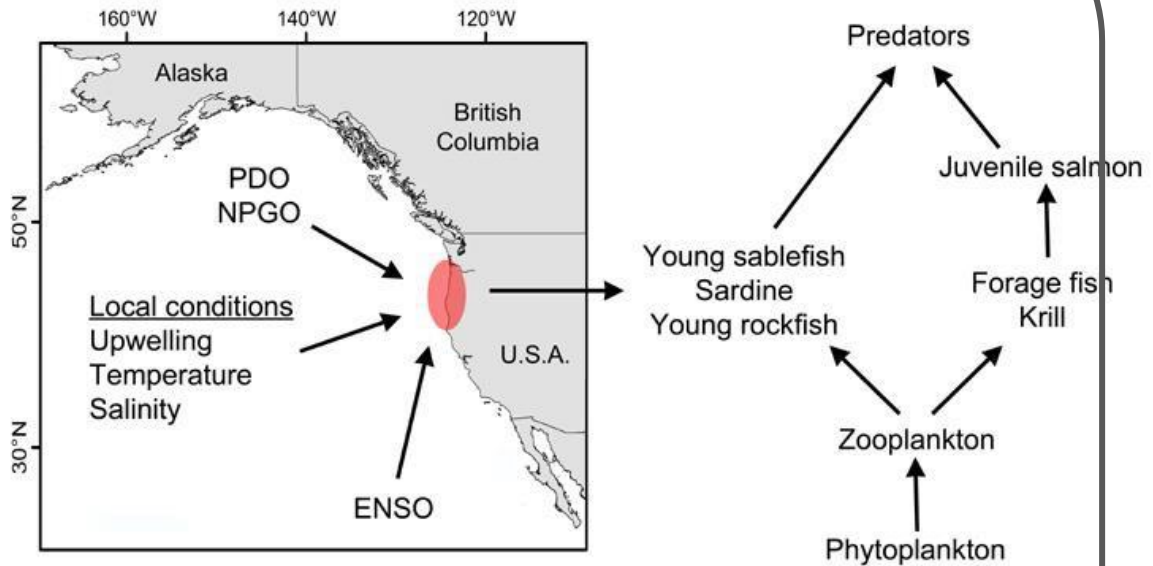 160°W
140°W
120°W
50°N
30°N
Alaska
British
Columbia
PDO
NPGO
Local conditions
Upwelling
Temperature
Salinity
U.S.A.
ENSO
Predators
Juvenile salmon
Young sablefish
Sardine
Young rockfish
Forage fish
Krill
Zooplankton
Phytoplankton